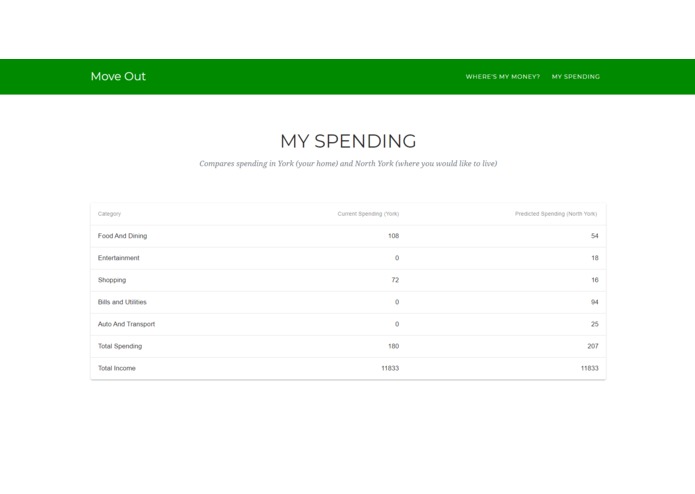 Move Out WHERE'S MY MONEY? MY SPENDING
MY SPENDING
Compares spending in York (your home) and North York (where you would like to live)
Category Current Spending (York) Predicted Spending (North York)
Food And Dining 108 54
Entertainment 0 18
Shopping 72 16
Bills and Utilities 0 94
Auto And Transport 0 25
Total Spending 180 207
Total Income 11833 11833